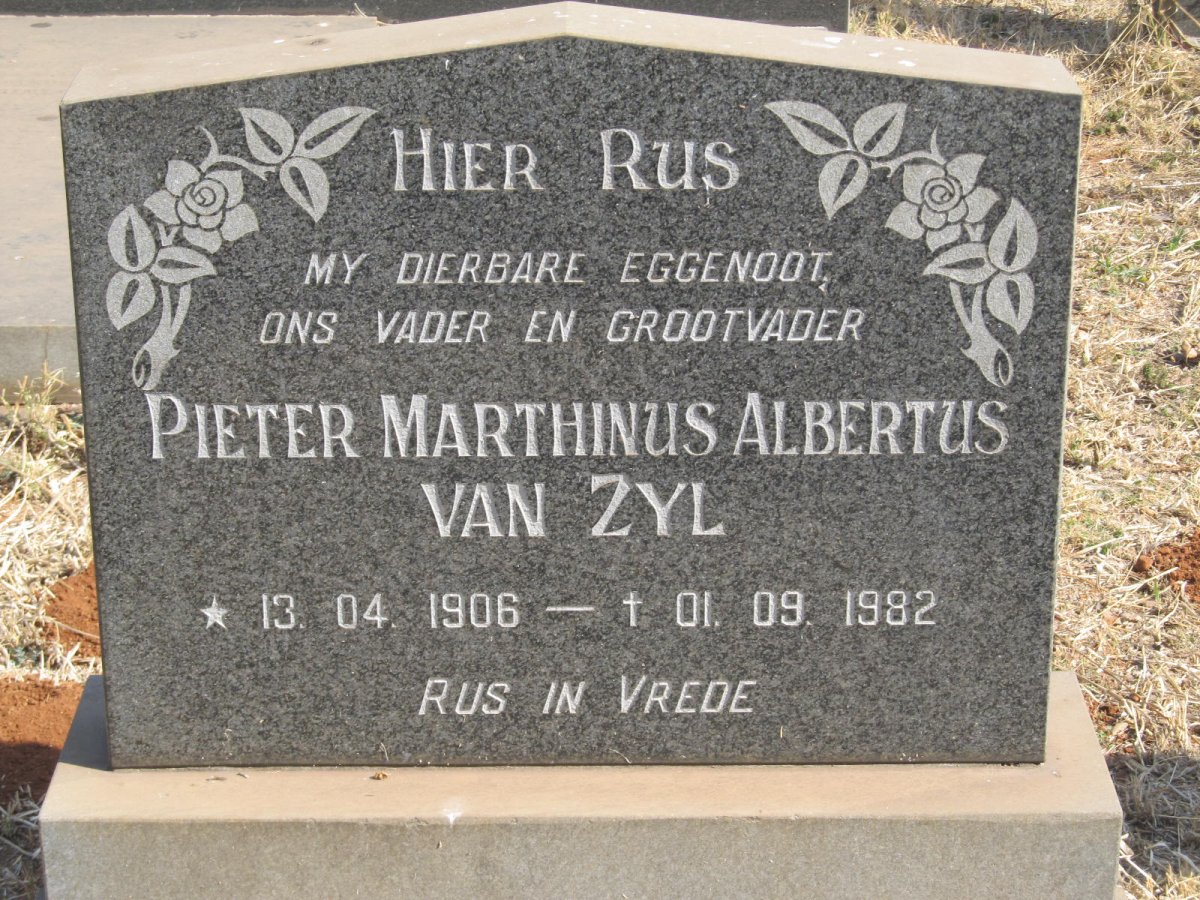 HIER RUS
MY DIERBARE EGGENOOT,
ONS VADER EN GROOTVADER
PIETER MARTHINUS ALBERTUS
VAN ZYL
★ 13. 04. 1906 — † 01. 09. 1982
RUS IN VREDE